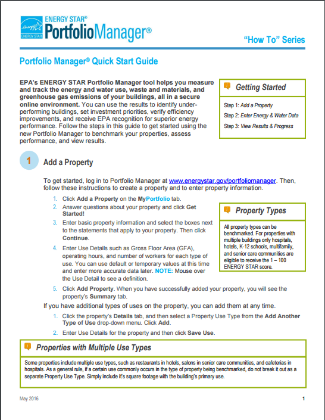 ENERGY STAR®
PortfolioManager®
"How To" Series
Portfolio Manager® Quick Start Guide
EPA's ENERGY STAR Portfolio Manager tool helps you measure
and track the energy and water use, waste and materials, and
greenhouse gas emissions of your buildings, all in a secure
online environment. You can use the results to identify under-
performing buildings, set investment priorities, verify efficiency
improvements, and receive EPA recognition for superior energy
performance. Follow the steps in this guide to get started using the
new Portfolio Manager to benchmark your properties, assess
performance, and view results.
Getting Started
Step 1: Add a Property
Step 2: Enter Energy & Water Data
Step 3: View Results & Progress
1 Add a Property
To get started, log in to Portfolio Manager at www.energystar.gov/portfoliomanager. Then,
follow these instructions to create a property and to enter property information.
1. Click Add a Property on the MyPortfolio tab.
2. Answer questions about your property and click Get
Started!
3. Enter basic property information and select the boxes next
to the statements that apply to your property. Then click
Continue.
4. Enter Use Details such as Gross Floor Area (GFA),
operating hours, and number of workers for each type of
use. You can use default or temporary values at this time
and enter more accurate data later. NOTE: Mouse over
the Use Detail to see a definition.
5. Click Add Property. When you have successfully added your property, you will see the
property's Summary tab.
Property Types
All property types can be
benchmarked. For properties with
multiple buildings only hospitals,
hotels, K-12 schools, multifamily,
and senior care communities are
eligible to receive the 1 – 100
ENERGY STAR score.
If you have additional types of uses on the property, you can add them at any time.
1. Click the property's Details tab, and then select a Property Use Type from the Add Another
Type of Use drop-down menu. Click Add.
2. Enter Use Details for the property and then click Save Use.
Properties with Multiple Use Types
Some properties include multiple use types, such as restaurants in hotels, salons in senior care communities, and cafeterias in
hospitals. As a general rule, if a certain use commonly occurs in the type of property being benchmarked, do not break it out as a
separate Property Use Type. Simply include it's square footage with the building's primary use.
May 2016
1